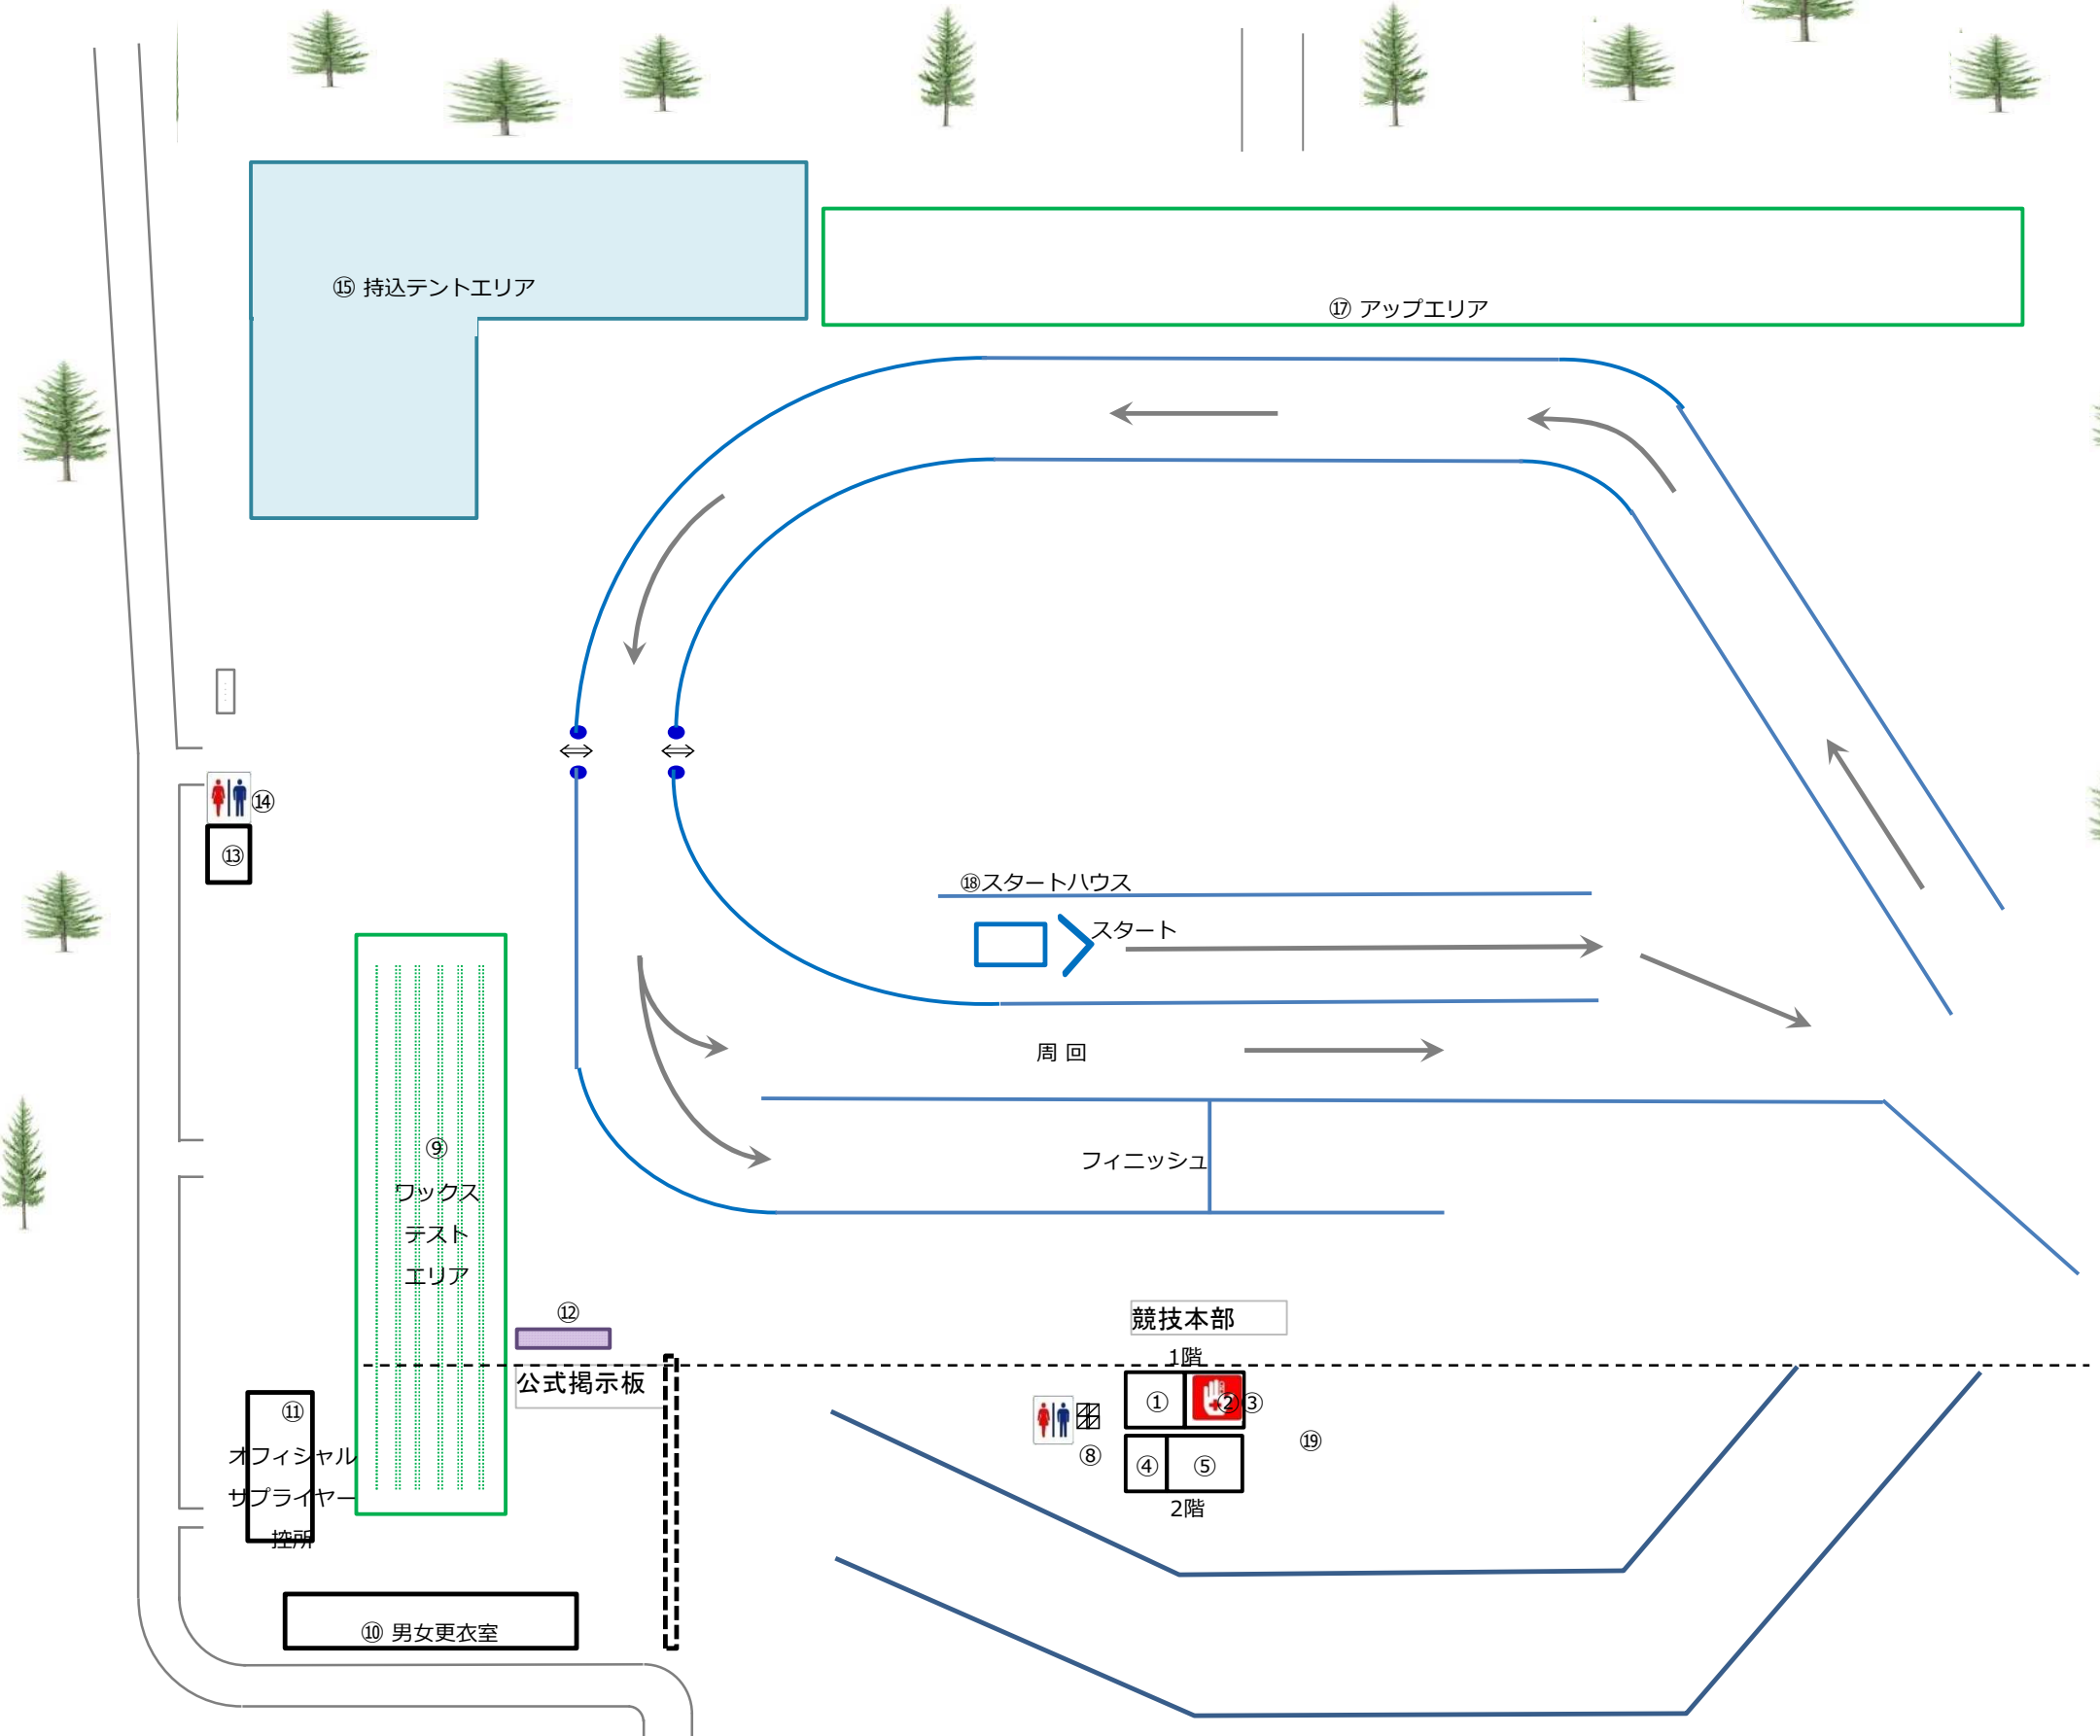 ⑮ 持込テントエリア
⑰ アップエリア
⑭
⑬
⑱スタートハウス
スタート
周 回
⑨
ワックス
テスト
エリア
フィニッシュ
⑫
公式掲示板
競技本部
1階
①
②③
⑧
④
⑤
2階
⑲
⑪
オフィシャル
サプライヤー
控所
⑩ 男女更衣室